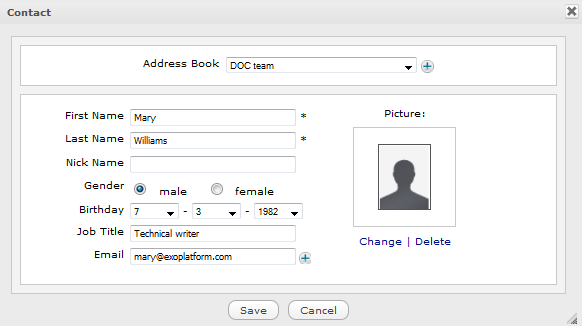 Contact
Address Book DOC team
First Name Mary *
Last Name Williams *
Nick Name
Gender male female
Birthday 7 - 3 - 1982
Job Title Technical writer
Email mary@exoplatform.com
Picture:
Change | Delete
Save Cancel